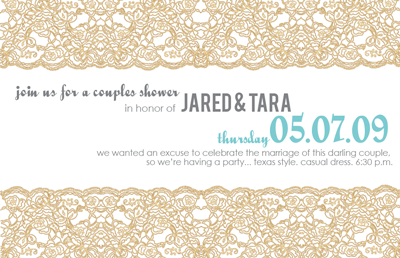 join us for a couples shower
in honor of JARED & TARA
thursday 05.07.09
we wanted an excuse to celebrate the marriage of this darling couple,
so we're having a party... texas style. casual dress. 6:30 p.m.